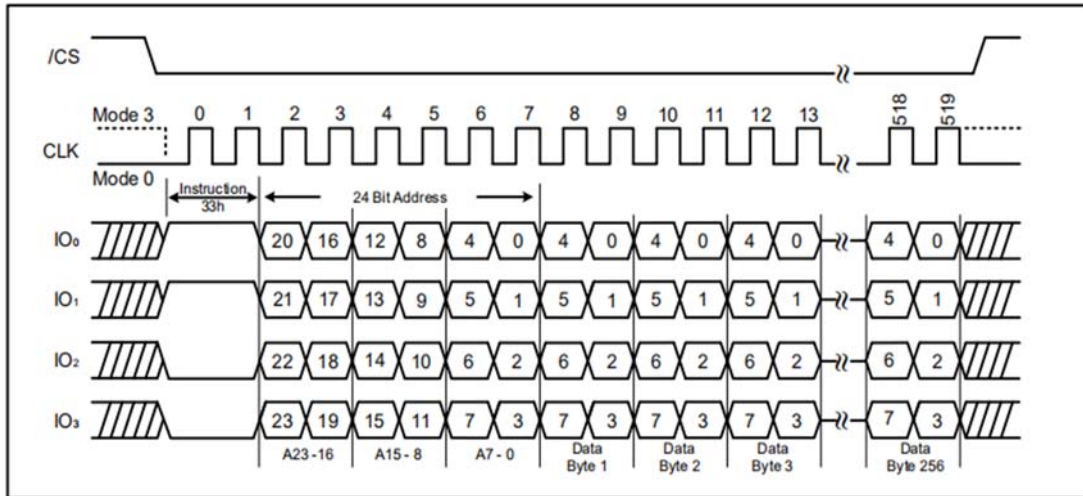 /CS
Mode 3 0 1 2 3 4 5 6 7 8 9 10 11 12 13 518 519
CLK
Mode 0
Instruction
33h
24 Bit Address
IO₀ 20 16 12 8 4 0 4 0 4 0 4 0 4 0
IO₁ 21 17 13 9 5 1 5 1 5 1 5 1 5 1
IO₂ 22 18 14 10 6 2 6 2 6 2 6 2 6 2
IO₃ 23 19 15 11 7 3 7 3 7 3 7 3 7 3
A23-16 A15-8 A7-0 Data Byte 1 Data Byte 2 Data Byte 3 Data Byte 256